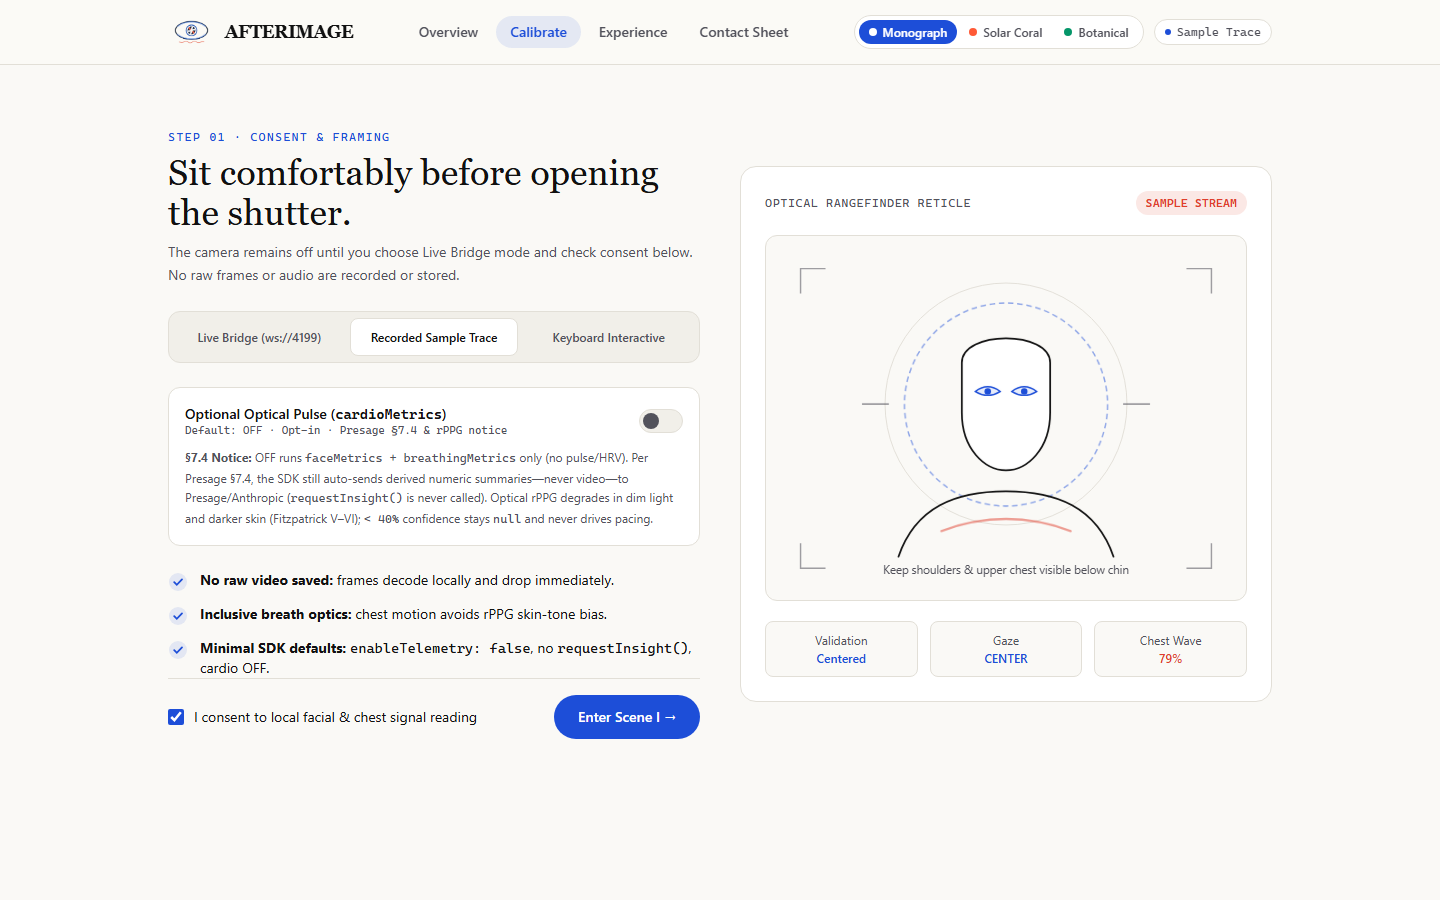 AFTERIMAGE
Overview
Calibrate
Experience
Contact Sheet
Monograph
Solar Coral
Botanical
Sample Trace
STEP 01 · CONSENT & FRAMING
Sit comfortably before opening
the shutter.
The camera remains off until you choose Live Bridge mode and check consent below.
No raw frames or audio are recorded or stored.
Live Bridge (ws://4199)
Recorded Sample Trace
Keyboard Interactive
Optional Optical Pulse (cardioMetrics)
Default: OFF · Opt-in · Presage §7.4 & rPPG notice
§7.4 Notice: OFF runs faceMetrics + breathingMetrics only (no pulse/HRV). Per
Presage §7.4, the SDK still auto-sends derived numeric summaries—never video—to
Presage/Anthropic (requestInsight() is never called). Optical rPPG degrades in dim light
and darker skin (Fitzpatrick V–VI); < 40% confidence stays null and never drives pacing.
No raw video saved: frames decode locally and drop immediately.
Inclusive breath optics: chest motion avoids rPPG skin-tone bias.
Minimal SDK defaults: enableTelemetry: false, no requestInsight(),
cardio OFF.
I consent to local facial & chest signal reading
Enter Scene I →
OPTICAL RANGEFINDER RETICLE
SAMPLE STREAM
Keep shoulders & upper chest visible below chin
Validation
Centered
Gaze
CENTER
Chest Wave
79%